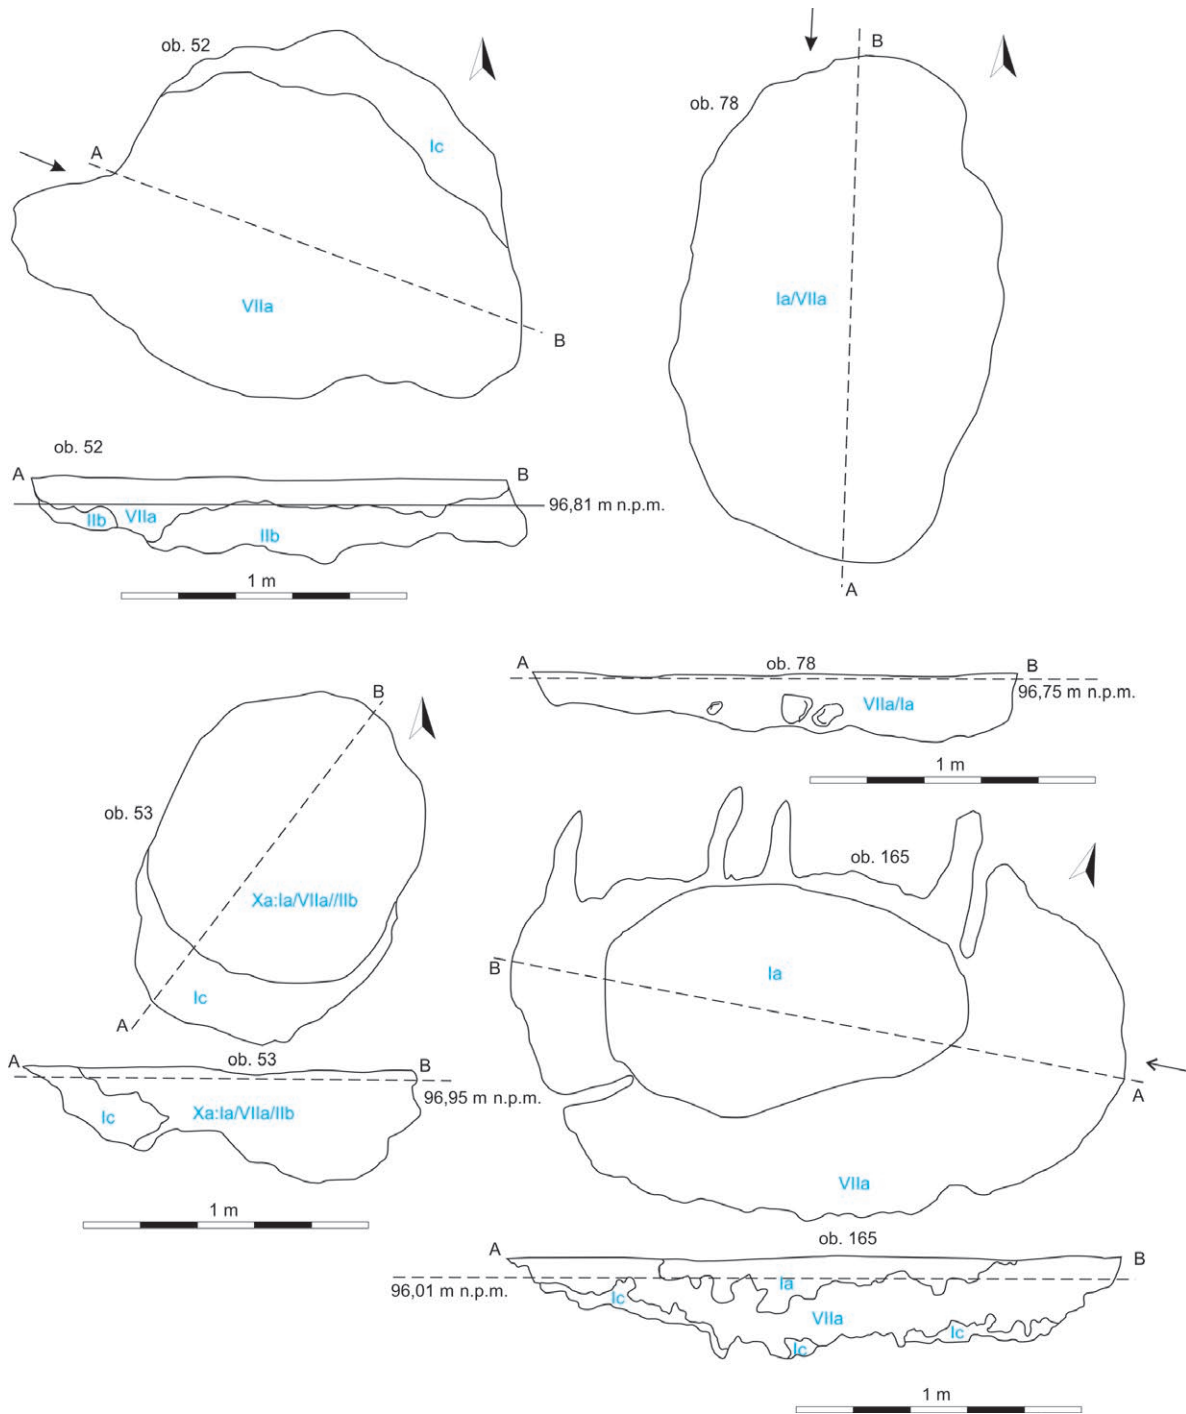 ob. 52
A
Ic
VIIa
B
ob. 52
A
B
IIb
VIIa
IIb
96,81 m n.p.m.
1 m
B
ob. 78
Ia/VIIa
A
A
ob. 78
B
VIIa/Ia
96,75 m n.p.m.
1 m
B
ob. 53
Xa:Ia/VIIa//IIb
Ic
A
A
ob. 53
B
Ic
Xa:Ia/VIIa/IIb
96,95 m n.p.m.
1 m
ob. 165
B
Ia
A
VIIa
ob. 165
A
B
96,01 m n.p.m.
Ia
Ic
VIIa
Ic
Ic
1 m